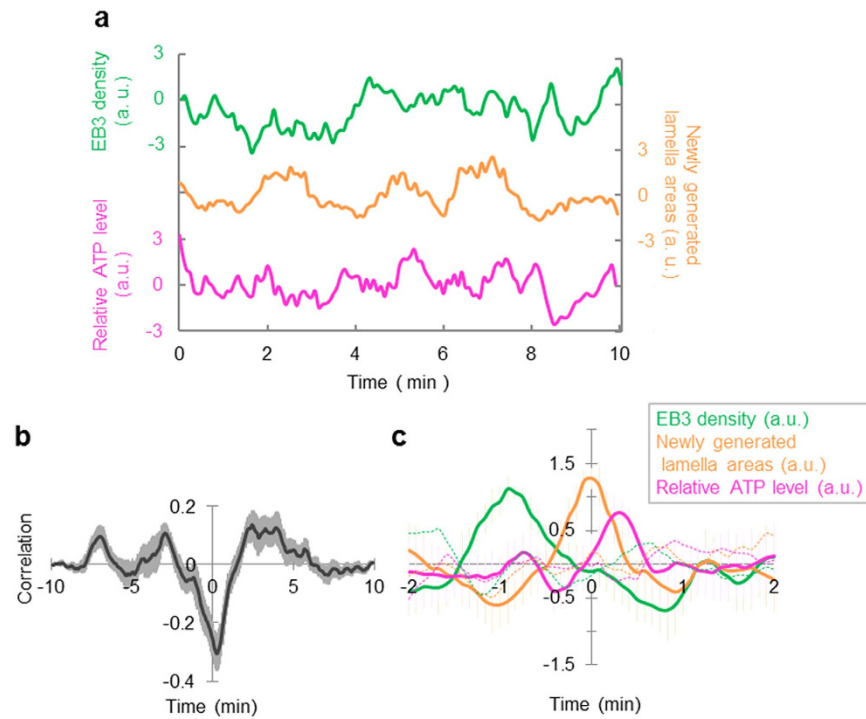 a
EB3 density
(a. u.)
3
0
-3
Newly generated
lamella areas (a. u.)
3
0
-3
Relative ATP level
(a.u.)
3
0
-3
0
2
4
6
8
10
Time ( min )
b
Correlation
0.2
0
-0.2
-0.4
-10
-5
0
5
10
Time (min)
c
EB3 density (a.u.)
Newly generated
lamella areas (a.u.)
Relative ATP level (a.u.)
1.5
0.5
-0.5
-1.5
-2
-1
0
1
2
Time (min)